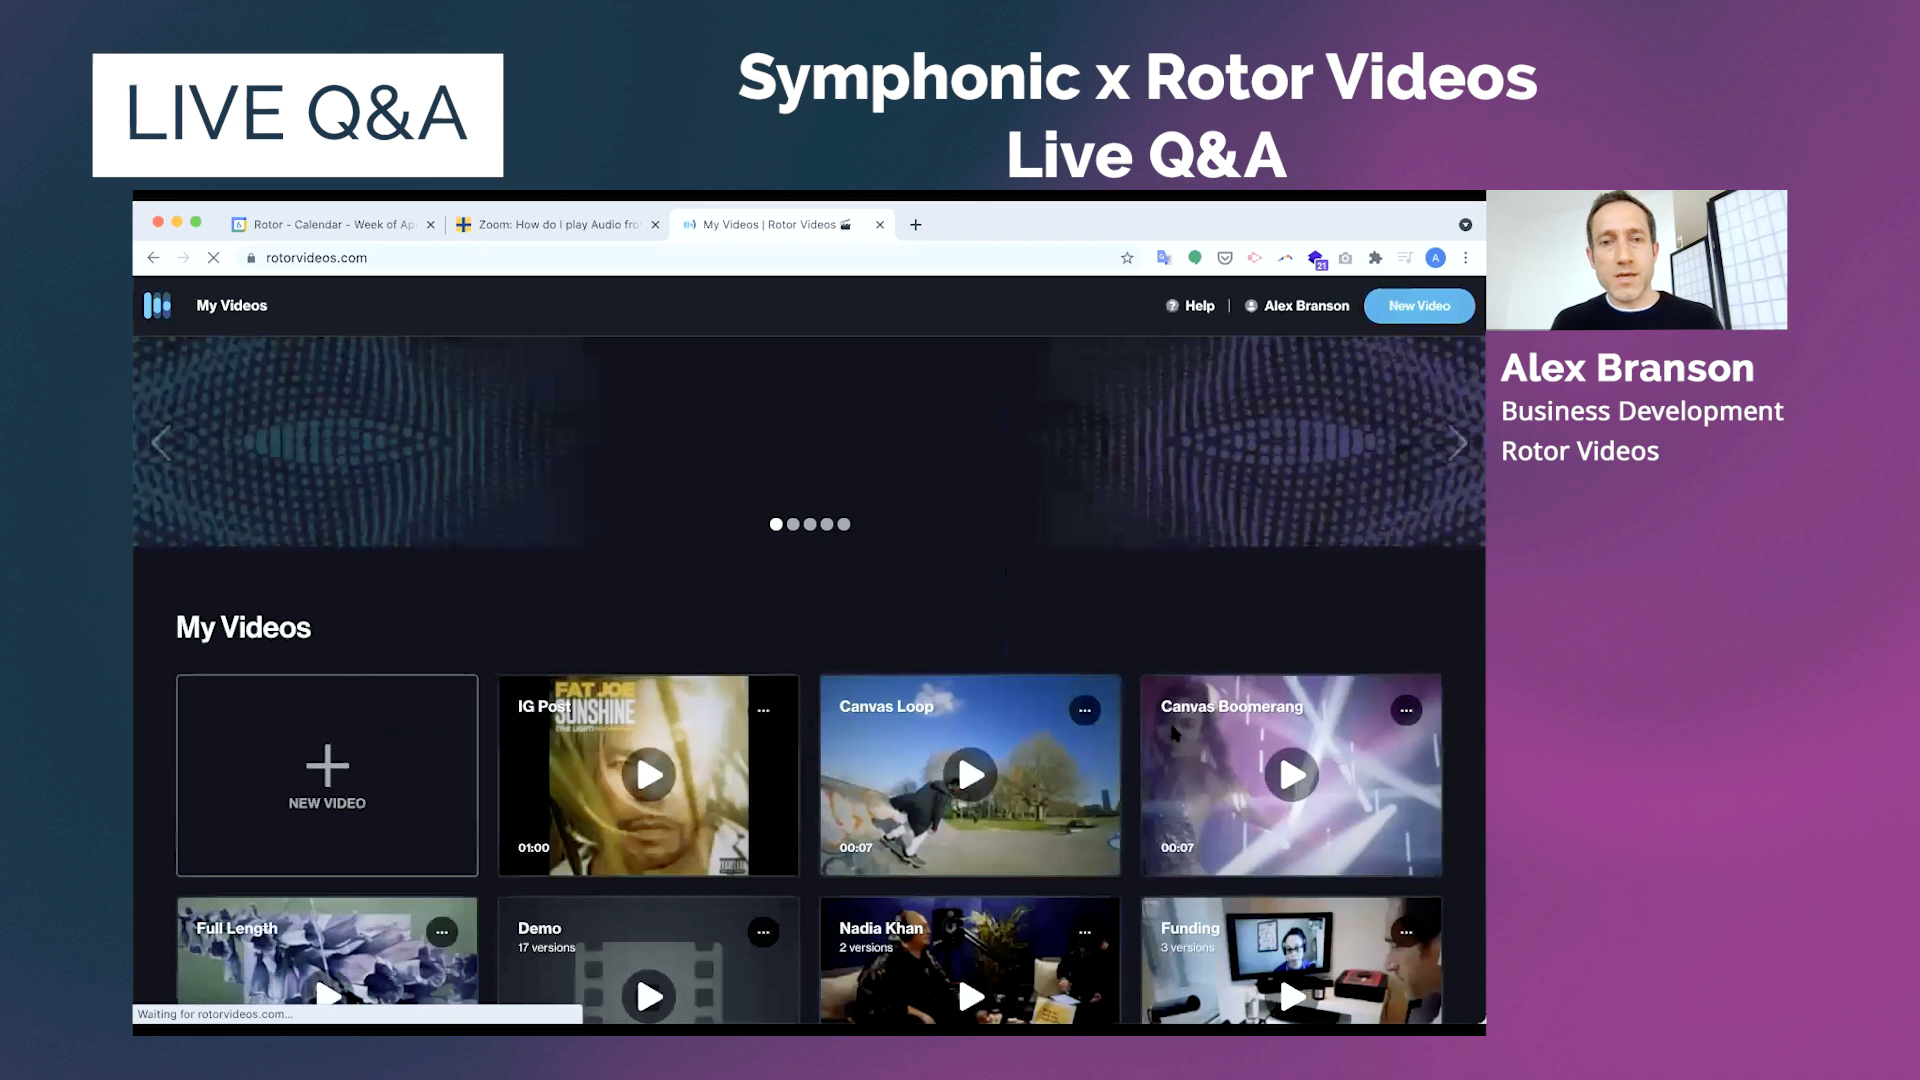 LIVE Q&A
Symphonic x Rotor Videos
Live Q&A
Rotor - Calendar - Week of Ap
Zoom: How do I play Audio fro
My Videos | Rotor Videos
rotorvideos.com
21
A
My Videos
Help
Alex Branson
New Video
Alex Branson
Business Development
Rotor Videos
My Videos
NEW VIDEO
IG Post
FAT JOE
SUNSHINE
01:00
Canvas Loop
00:07
Canvas Boomerang
00:07
Full Length
Demo
17 versions
Nadia Khan
2 versions
Funding
3 versions
Waiting for rotorvideos.com...